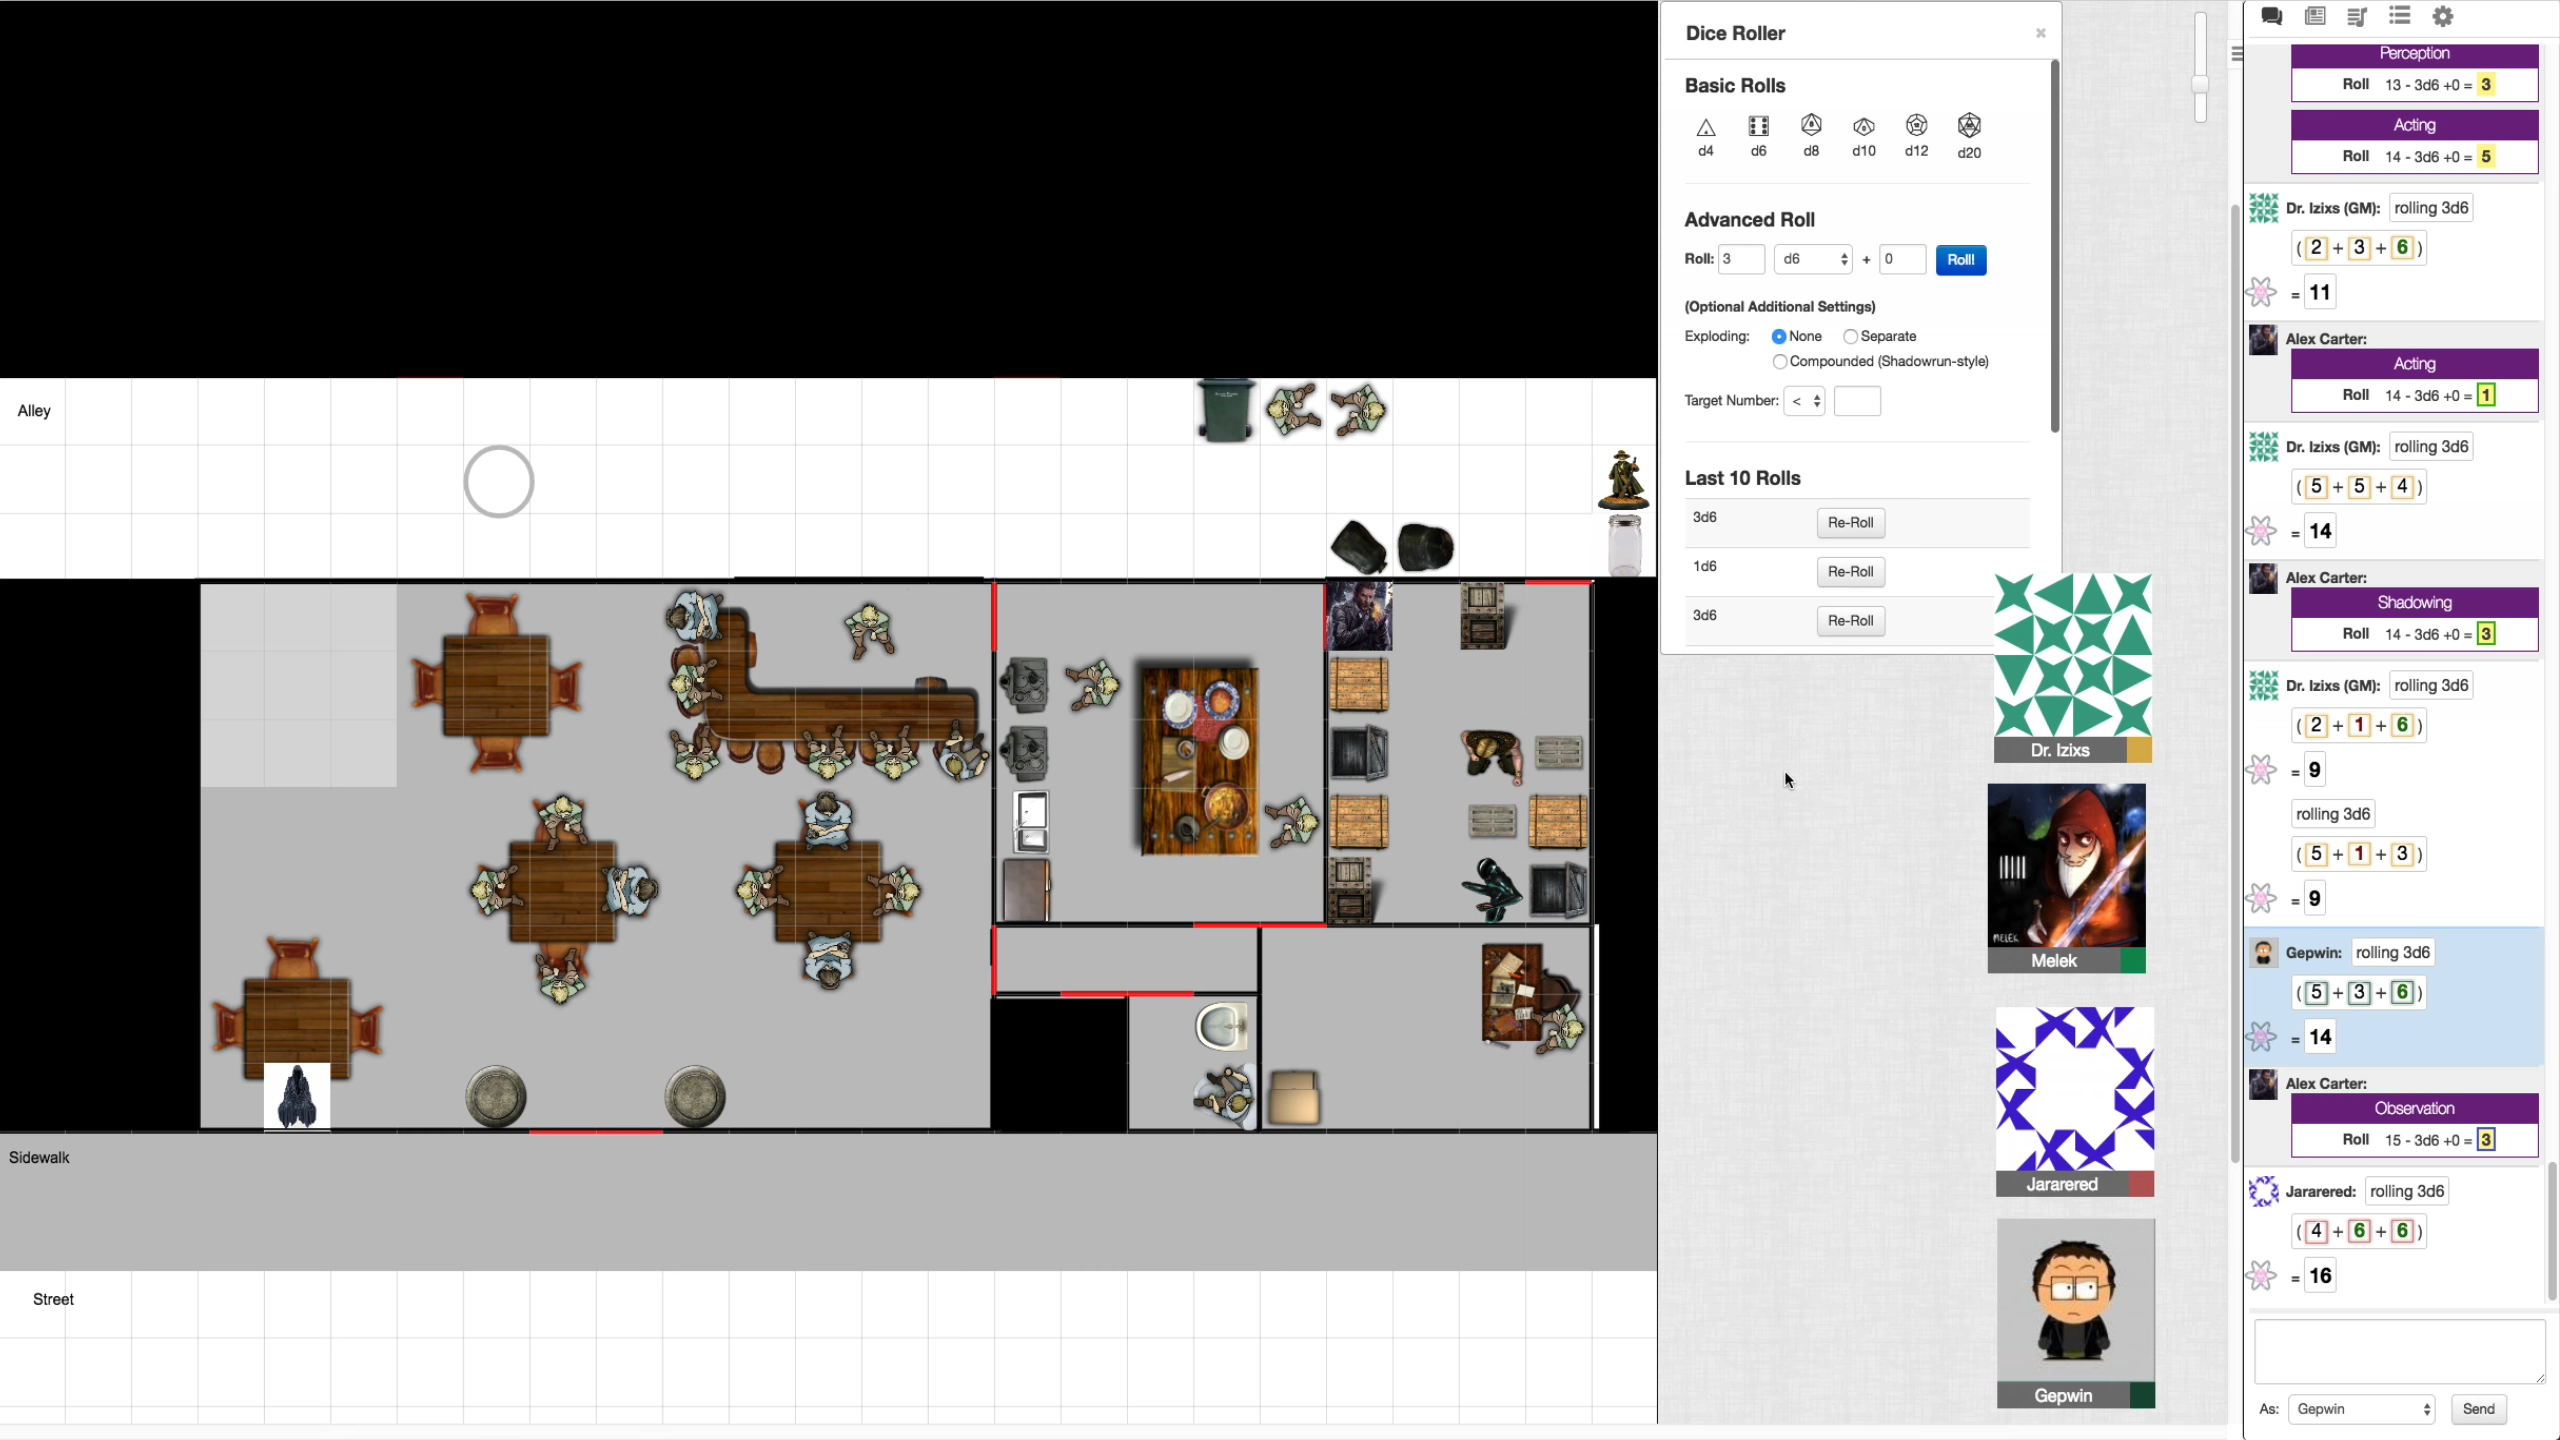 Alley
Sidewalk
Street
Dice Roller
×
Basic Rolls
d4 d6 d8 d10 d12 d20
Advanced Roll
Roll: 3 d6 + 0 Roll!
(Optional Additional Settings)
Exploding: None Separate
Compounded (Shadowrun-style)
Target Number: <
Last 10 Rolls
3d6 Re-Roll
1d6 Re-Roll
3d6 Re-Roll
Dr. Izixs
MELEK
Melek
Jararered
Gepwin
Perception
Roll 13 - 3d6 +0 = 3
Acting
Roll 14 - 3d6 +0 = 5
Dr. Izixs (GM): rolling 3d6
(2+3+6)
= 11
Alex Carter:
Acting
Roll 14 - 3d6 +0 = 1
Dr. Izixs (GM): rolling 3d6
(5+5+4)
= 14
Alex Carter:
Shadowing
Roll 14 - 3d6 +0 = 3
Dr. Izixs (GM): rolling 3d6
(2+1+6)
= 9
rolling 3d6
(5+1+3)
= 9
Gepwin: rolling 3d6
(5+3+6)
= 14
Alex Carter:
Observation
Roll 15 - 3d6 +0 = 3
Jararered: rolling 3d6
(4+6+6)
= 16
As: Gepwin Send